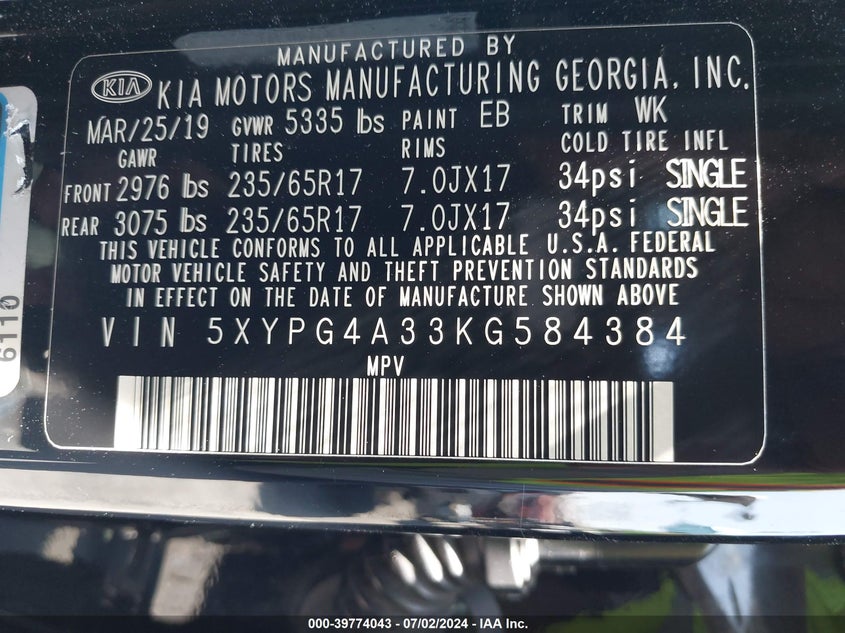 MANUFACTURED BY
KIA KIA MOTORS MANUFACTURING GEORGIA, INC.
MAR/25/19 GVWR 5335 lbs PAINT EB TRIM WK
GAWR TIRES RIMS COLD TIRE INFL
FRONT 2976 lbs 235/65R17 7.0JX17 34psi SINGLE
REAR 3075 lbs 235/65R17 7.0JX17 34psi SINGLE
THIS VEHICLE CONFORMS TO ALL APPLICABLE U.S.A. FEDERAL
MOTOR VEHICLE SAFETY AND THEFT PREVENTION STANDARDS
IN EFFECT ON THE DATE OF MANUFACTURE SHOWN ABOVE
VIN 5XYPG4A33KG584384
MPV
6110
000-39774043 - 07/02/2024 - IAA Inc.